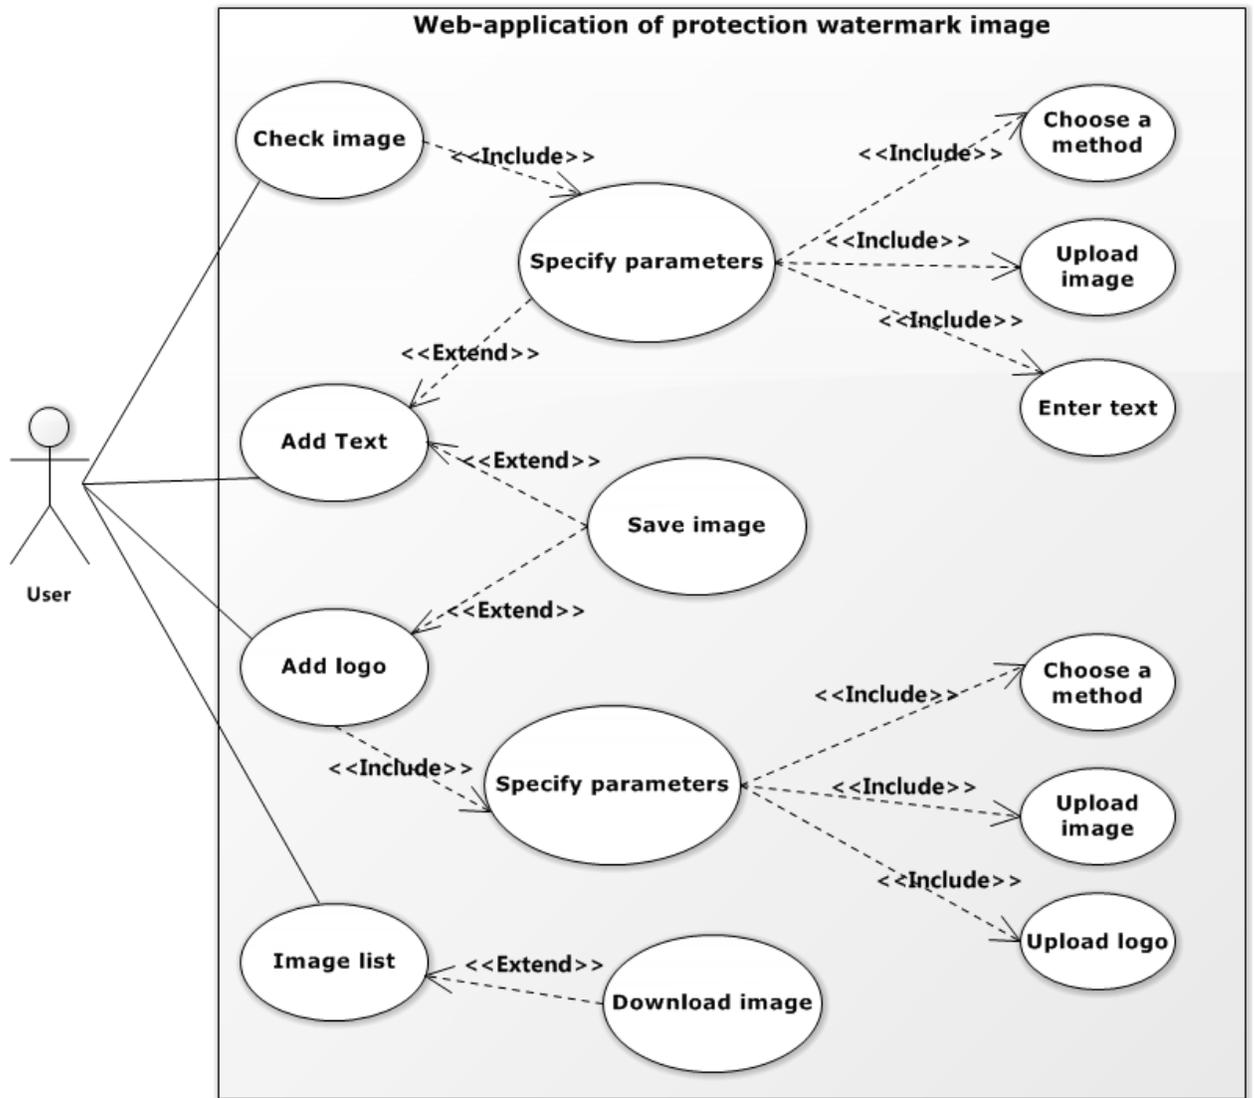 Web-application of protection watermark image
Check image
<<Include>>
Specify parameters
<<Include>>
Choose a
method
<<Include>>
Upload
image
<<Include>>
Enter text
<<Extend>>
Add Text
<<Extend>>
Save image
<<Extend>>
User
Add logo
<<Include>>
Specify parameters
<<Include>>
Choose a
method
<<Include>>
Upload
image
<<Include>>
Upload logo
Image list
<<Extend>>
Download image